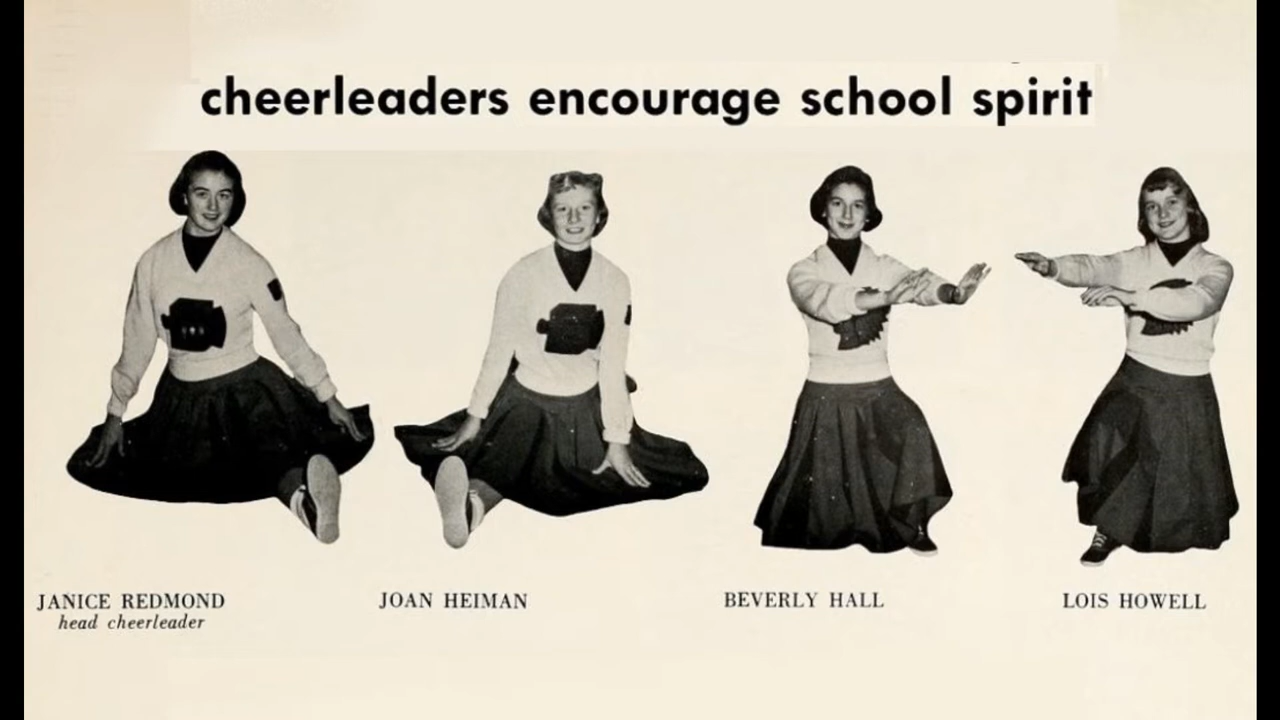 cheerleaders encourage school spirit
JANICE REDMOND
head cheerleader
JOAN HEIMAN
BEVERLY HALL
LOIS HOWELL